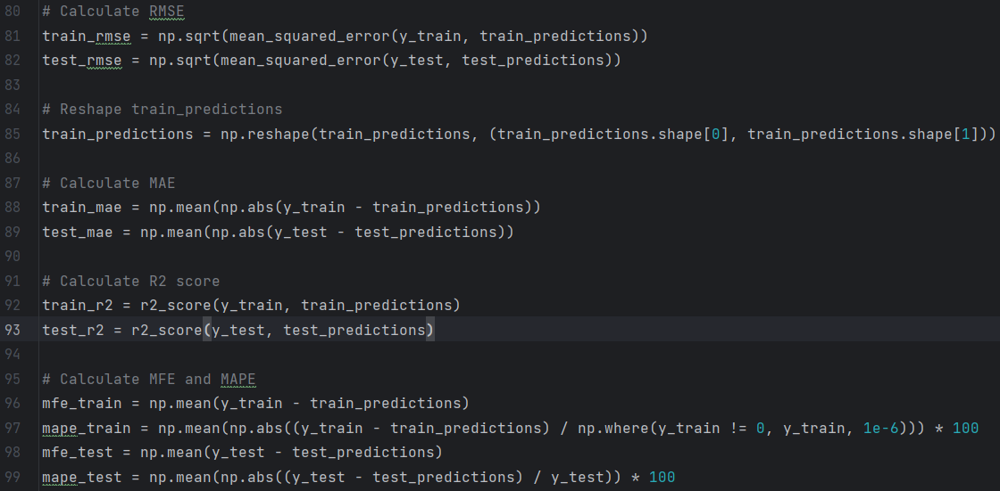 80 # Calculate RMSE
81 train_rmse = np.sqrt(mean_squared_error(y_train, train_predictions))
82 test_rmse = np.sqrt(mean_squared_error(y_test, test_predictions))
83
84 # Reshape train_predictions
85 train_predictions = np.reshape(train_predictions, (train_predictions.shape[0], train_predictions.shape[1]))
86
87 # Calculate MAE
88 train_mae = np.mean(np.abs(y_train - train_predictions))
89 test_mae = np.mean(np.abs(y_test - test_predictions))
90
91 # Calculate R2 score
92 train_r2 = r2_score(y_train, train_predictions)
93 test_r2 = r2_score(y_test, test_predictions)
94
95 # Calculate MFE and MAPE
96 mfe_train = np.mean(y_train - train_predictions)
97 mape_train = np.mean(np.abs((y_train - train_predictions) / np.where(y_train != 0, y_train, 1e-6))) * 100
98 mfe_test = np.mean(y_test - test_predictions)
99 mape_test = np.mean(np.abs((y_test - test_predictions) / y_test)) * 100